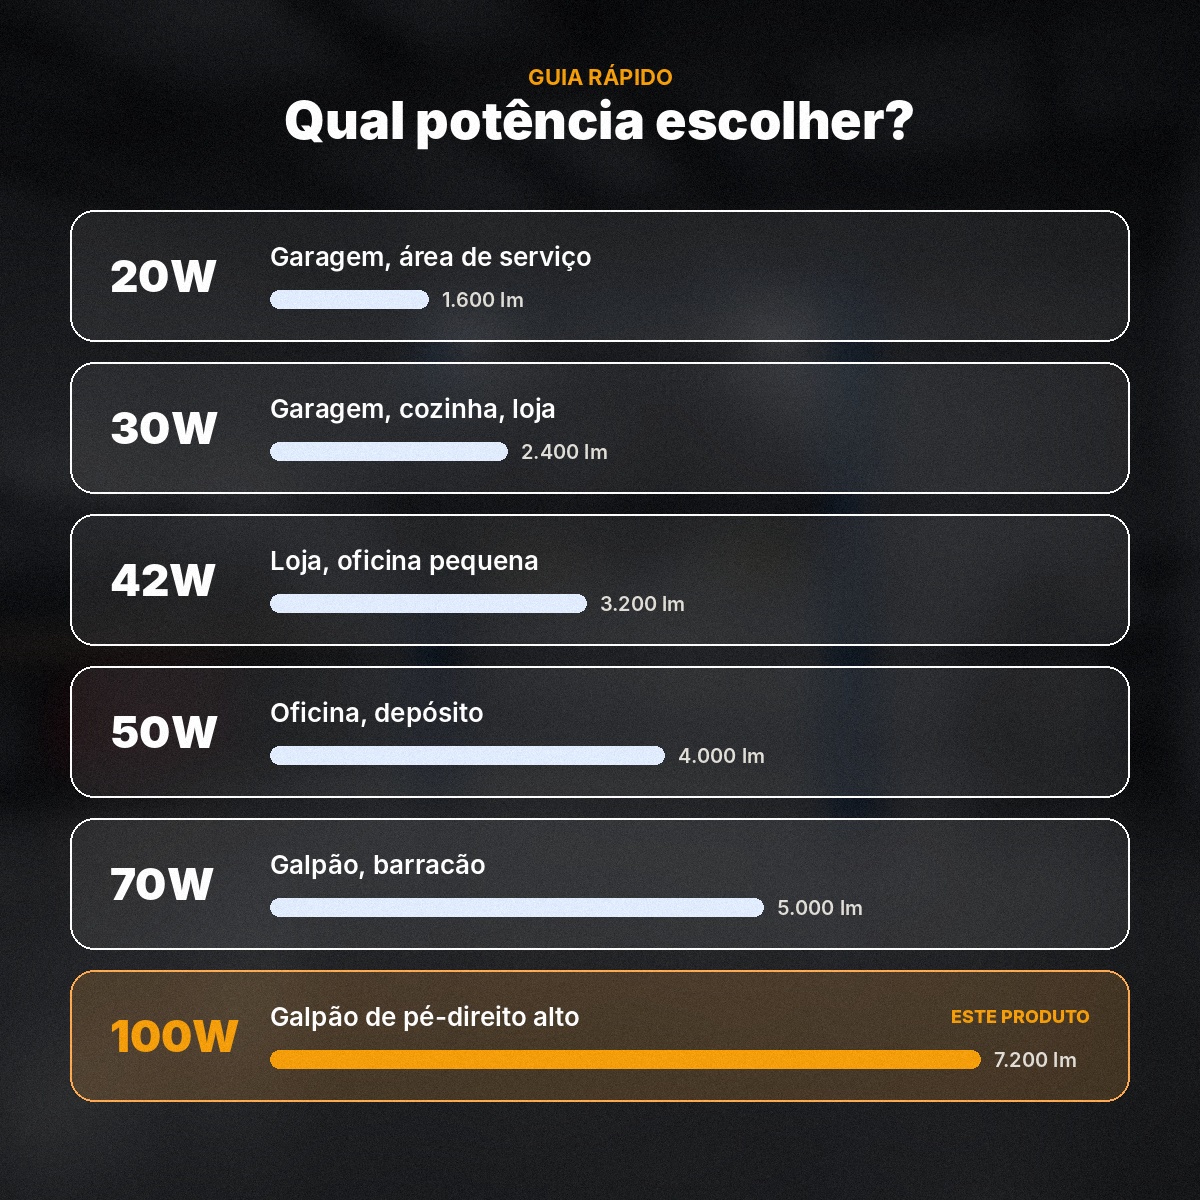 GUIA RÁPIDO
Qual potência escolher?
20W
Garagem, área de serviço
1.600 lm
30W
Garagem, cozinha, loja
2.400 lm
42W
Loja, oficina pequena
3.200 lm
50W
Oficina, depósito
4.000 lm
70W
Galpão, barracão
5.000 lm
100W
Galpão de pé-direito alto
ESTE PRODUTO
7.200 lm